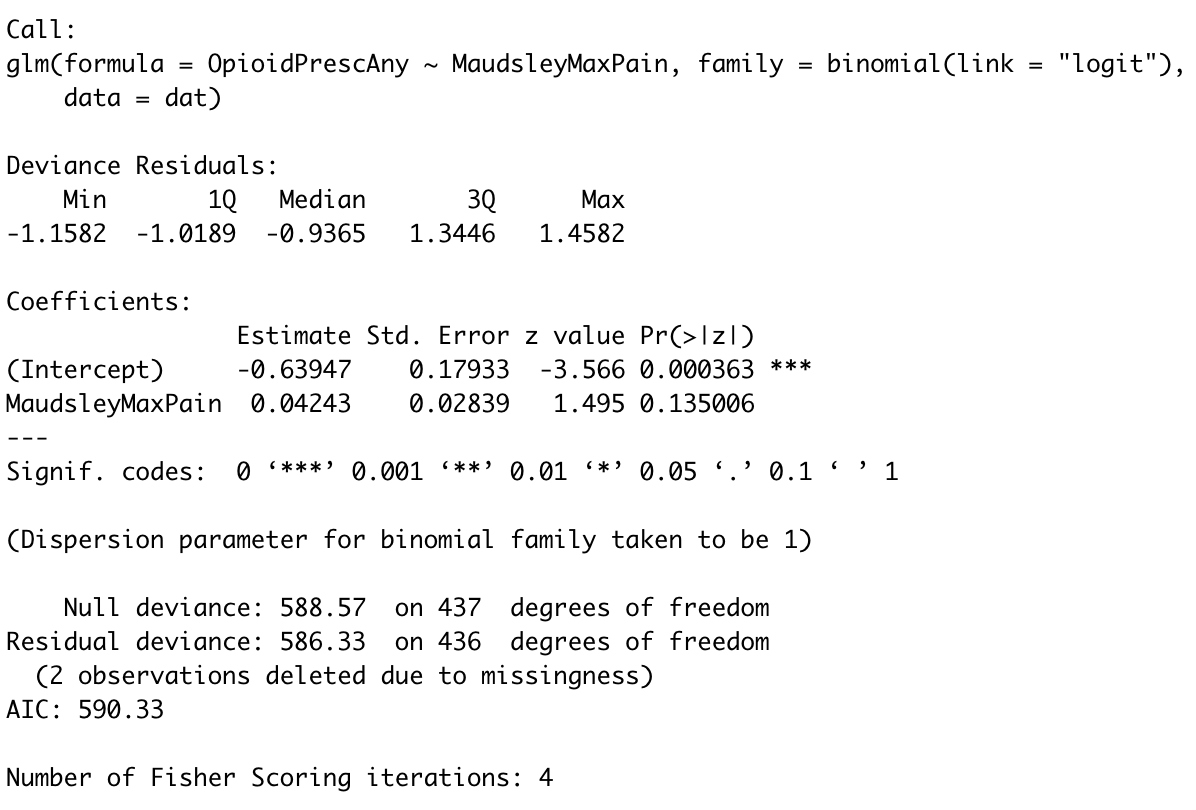 Call:
glm(formula = OpioidPrescAny ~ MaudsleyMaxPain, family = binomial(link = "logit"),
    data = dat)

Deviance Residuals:
    Min       1Q   Median       3Q      Max
-1.1582  -1.0189  -0.9365   1.3446   1.4582

Coefficients:
                Estimate Std. Error z value Pr(>|z|)
(Intercept)     -0.63947    0.17933  -3.566 0.000363 ***
MaudsleyMaxPain  0.04243    0.02839   1.495 0.135006
---
Signif. codes:  0 ‘***’ 0.001 ‘**’ 0.01 ‘*’ 0.05 ‘.’ 0.1 ‘ ’ 1

(Dispersion parameter for binomial family taken to be 1)

    Null deviance: 588.57  on 437  degrees of freedom
Residual deviance: 586.33  on 436  degrees of freedom
  (2 observations deleted due to missingness)
AIC: 590.33

Number of Fisher Scoring iterations: 4